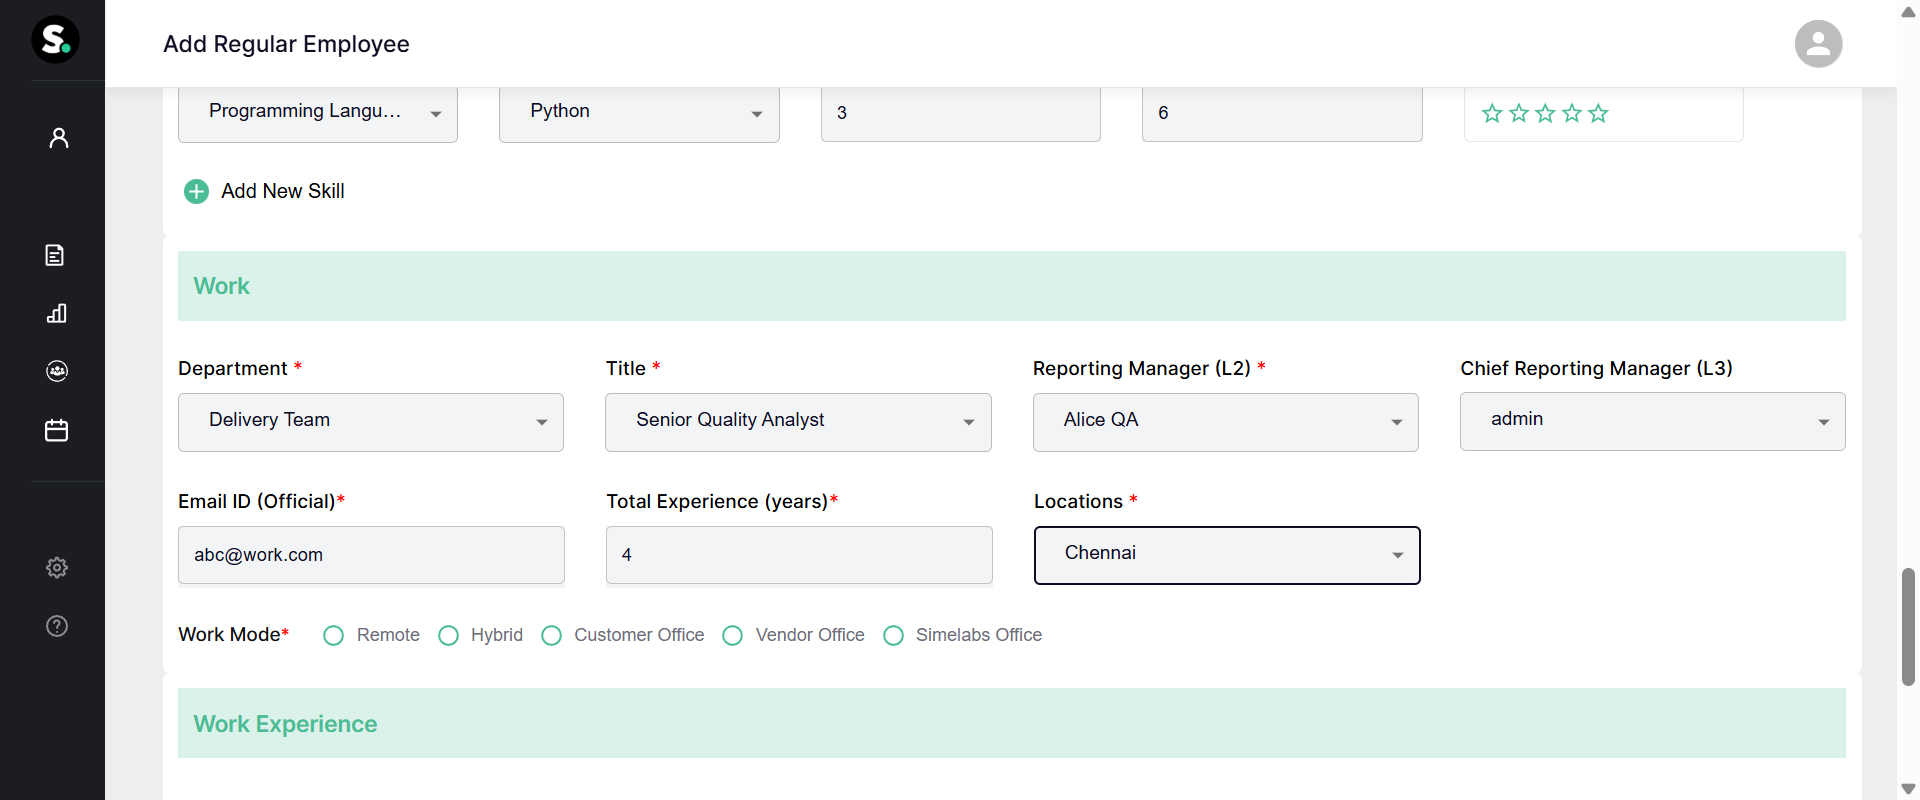 S.
Add Regular Employee
Programming Langu... Python 3 6
Add New Skill
Work
Department * Title * Reporting Manager (L2) * Chief Reporting Manager (L3)
Delivery Team Senior Quality Analyst Alice QA admin
Email ID (Official)* Total Experience (years)* Locations *
abc@work.com 4 Chennai
Work Mode* Remote Hybrid Customer Office Vendor Office Simelabs Office
Work Experience